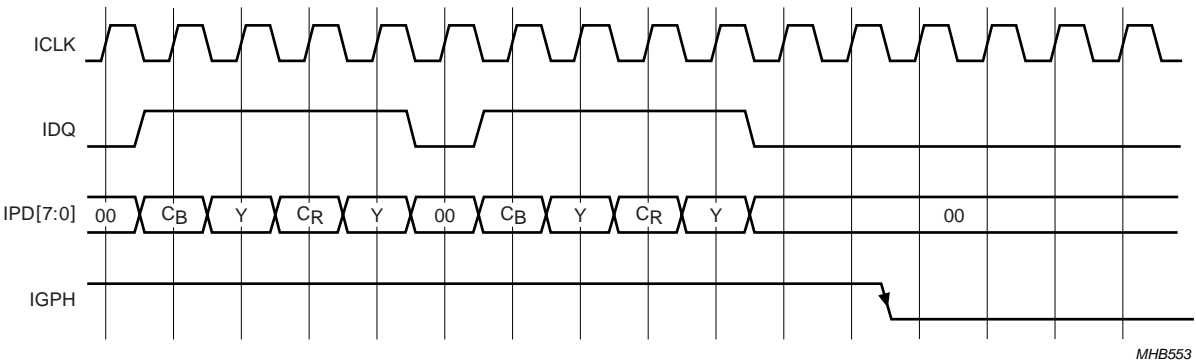 ICLK
IDQ
IPD[7:0] 00 CB Y CR Y 00 CB Y CR Y 00
IGPH
MHB553